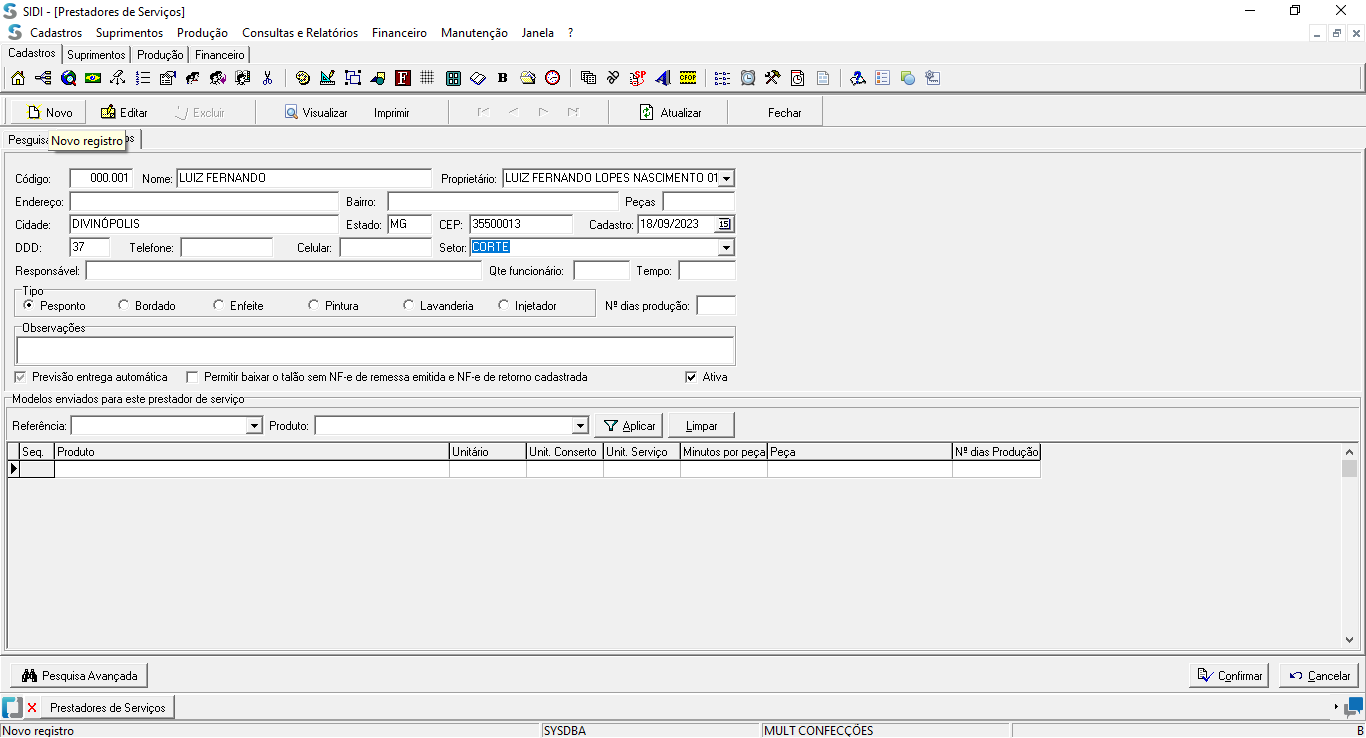 SIDI - [Prestadores de Serviços]
Cadastros Suprimentos Produção Consultas e Relatórios Financeiro Manutenção Janela ?
Cadastros Suprimentos Produção Financeiro
Novo Editar Excluir Visualizar Imprimir Atualizar Fechar
Pesquisa
Novo registro
Código: 000.001 Nome: LUIZ FERNANDO Proprietário: LUIZ FERNANDO LOPES NASCIMENTO 01
Endereço: Bairro: Peças
Cidade: DIVINÓPOLIS Estado: MG CEP: 35500013 Cadastro: 18/09/2023
DDD: 37 Telefone: Celular: Setor: CORTE
Responsável: Qte funcionário: Tempo:
Tipo
Pesponto Bordado Enfeite Pintura Lavanderia Injetador Nº dias produção:
Observações
Previsão entrega automática Permitir baixar o talão sem NF-e de remessa emitida e NF-e de retorno cadastrada Ativa
Modelos enviados para este prestador de serviço
Referência: Produto: Aplicar Limpar
Seq. Produto Unitário Unit. Conserto Unit. Serviço Minutos por peça Peça Nº dias Produção
Pesquisa Avançada Confirmar Cancelar
Prestadores de Serviços
Novo registro SYSDBA MULT CONFECÇÕES B